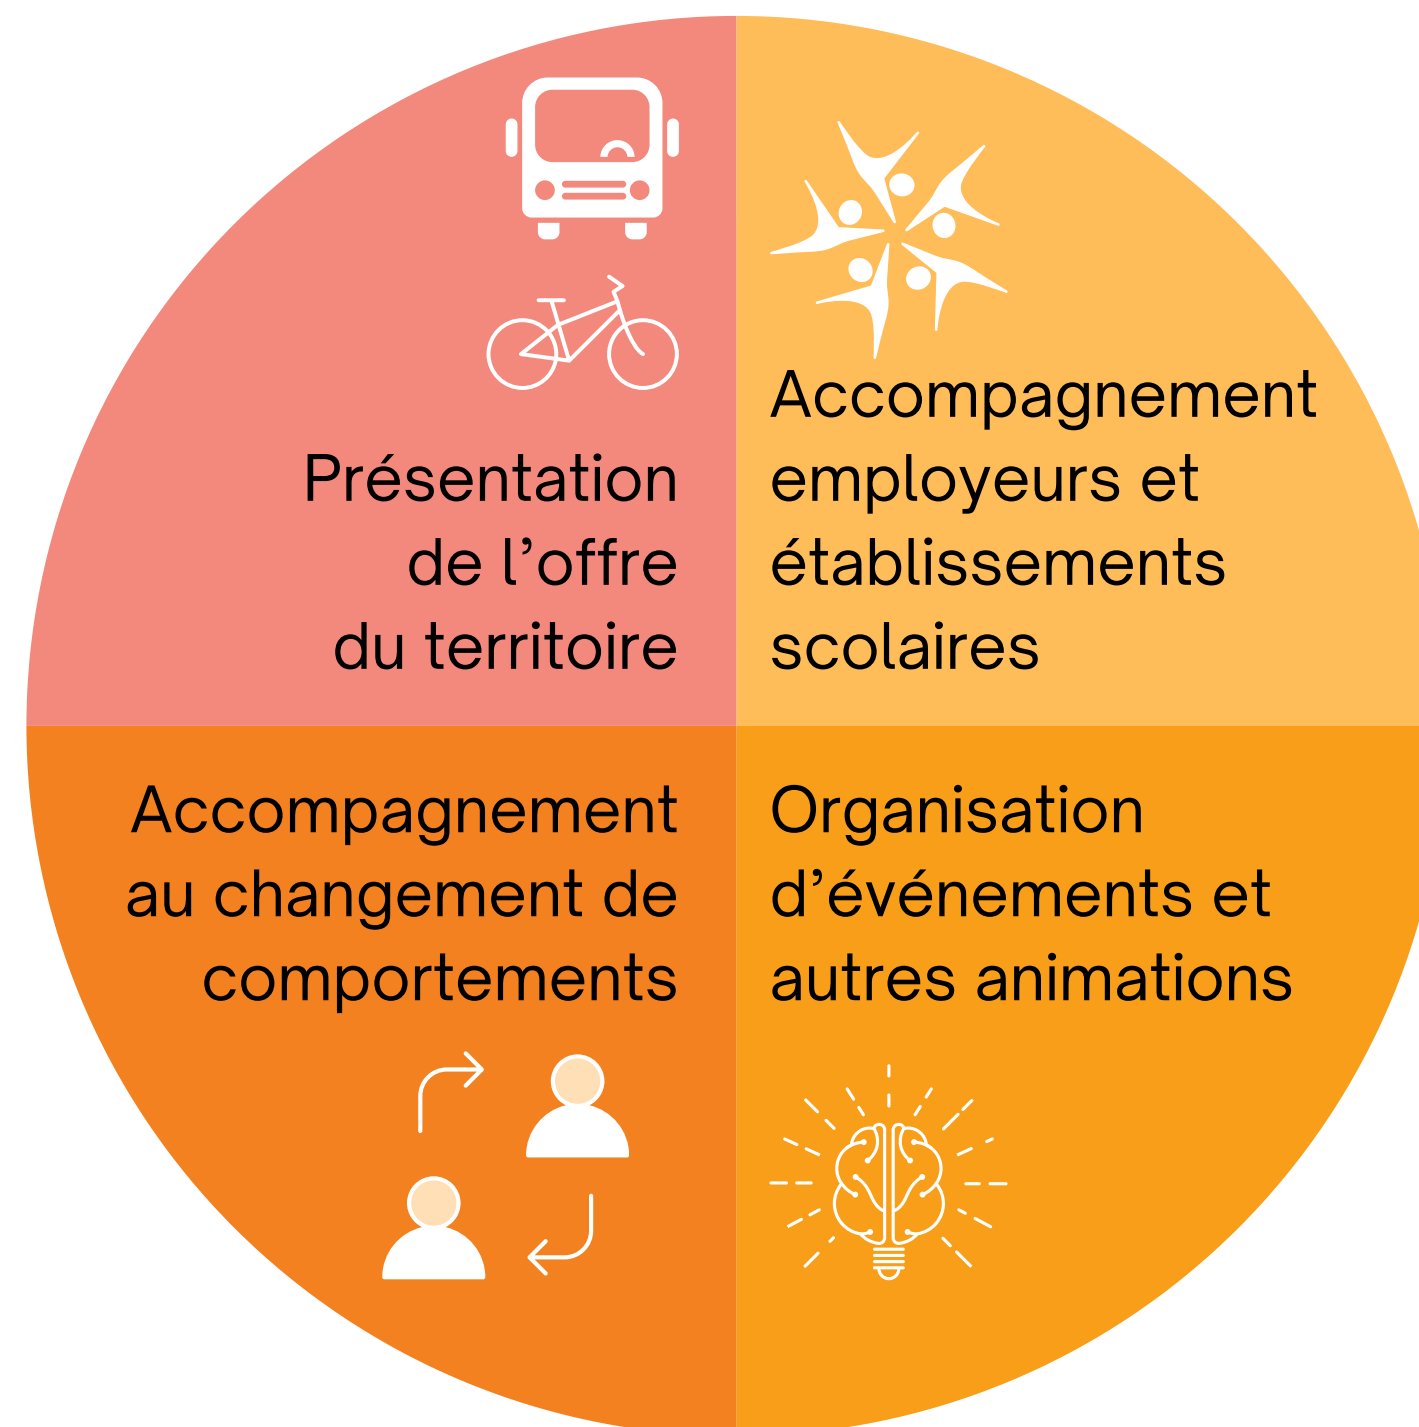 Présentation
de l’offre
du territoire
Accompagnement
employeurs et
établissements
scolaires
Accompagnement
au changement de
comportements
Organisation
d’événements et
autres animations